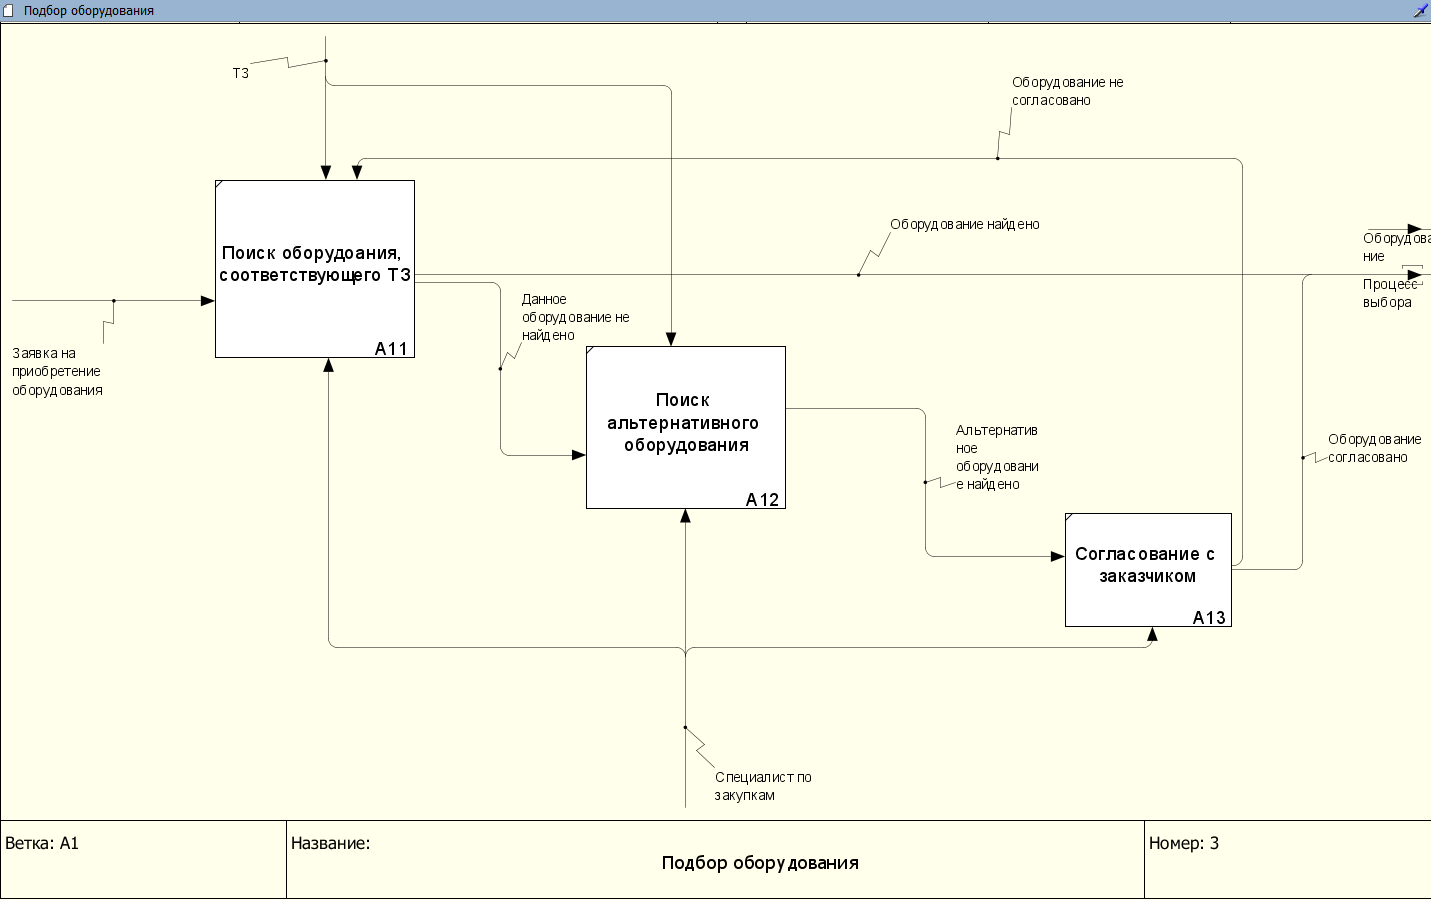 Подбор оборудования
ТЗ
Оборудование не
согласовано
Оборудование найдено
Оборудова
ние
Процесс
выбора
Поиск оборудоания,
соответствующего ТЗ
A11
Заявка на
приобретение
оборудования
Данное
оборудование не
найдено
Поиск
альтернативного
оборудования
A12
Альтернатив
ное
оборудовани
е найдено
Оборудование
согласовано
Согласование с
заказчиком
A13
Специалист по
закупкам
Ветка: A1
Название:
Подбор оборудования
Номер: 3